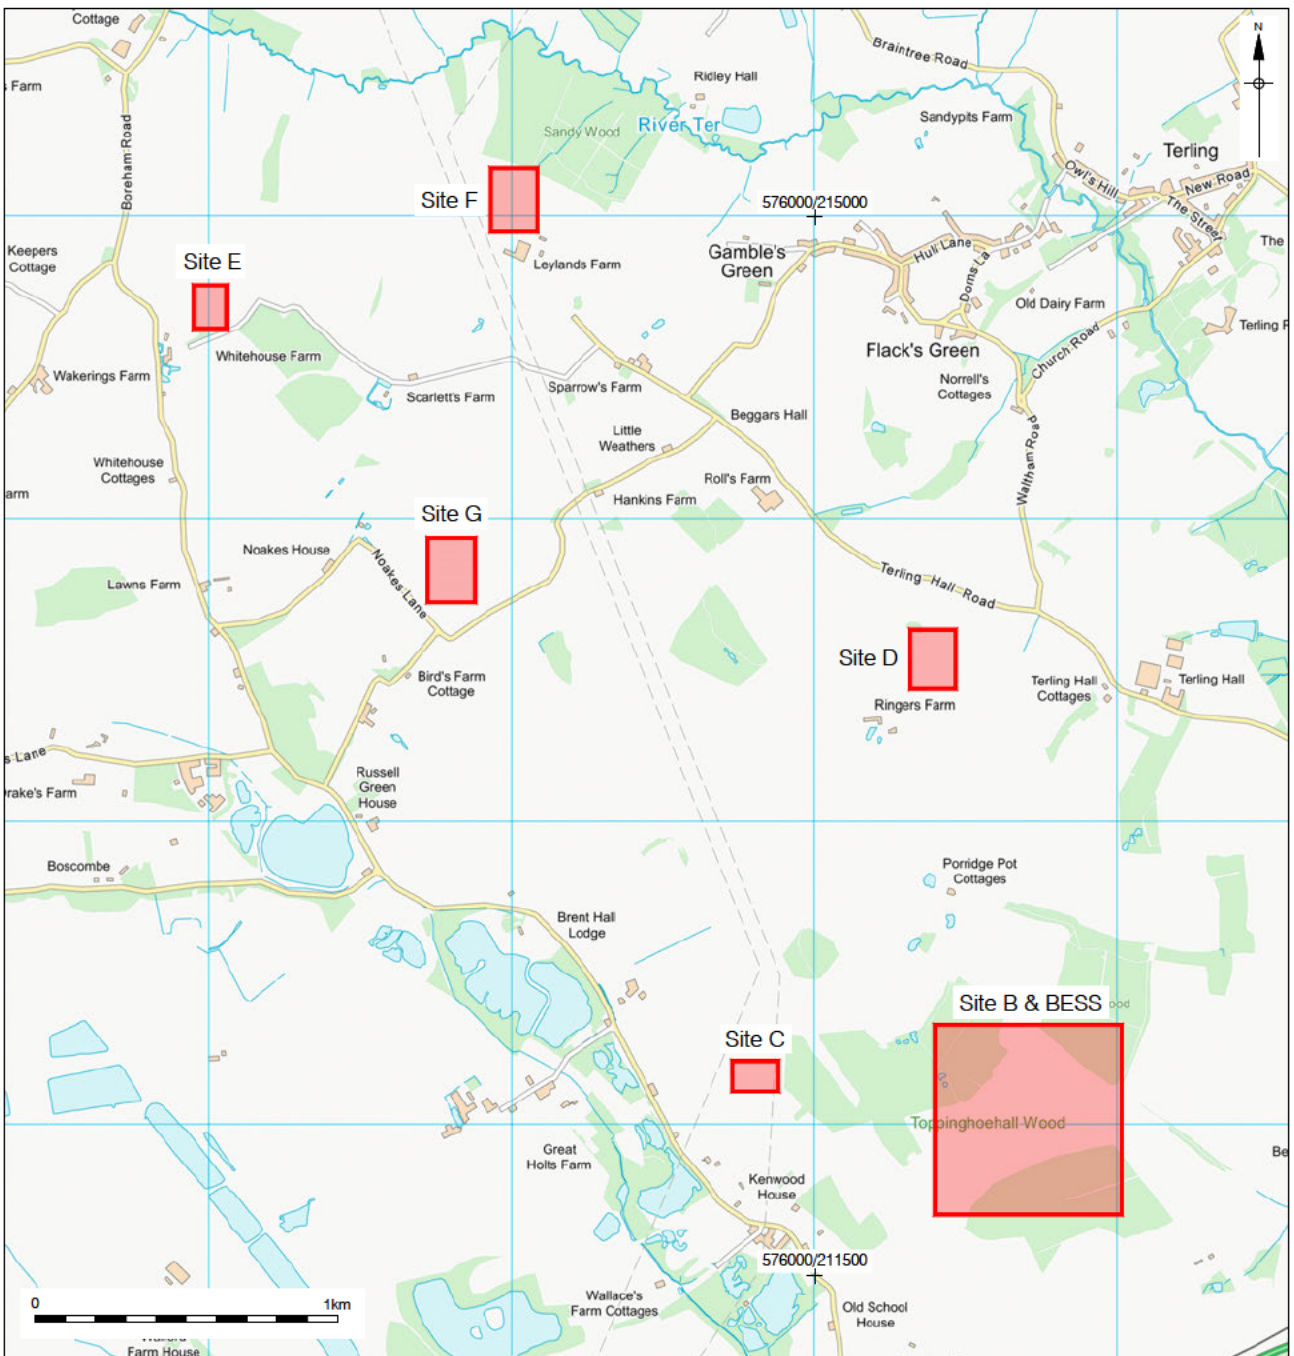 Cottage
N
Braintree Road
Ridley Hall
s Farm
Sandypits Farm
River Ter
Sandy Wood
Boreham Road
Terling
Owl's Hill
New Road
Site F
576000/215000
The Street
Keepers
Cottage
Gamble's
Green
Hull Lane
The
Site E
Leylands Farm
Doms La
Old Dairy Farm
Terling F
Church Road
Whitehouse Farm
Flack's Green
Wakerings Farm
Sparrow's Farm
Norrell's
Cottages
Scarletts Farm
Beggars Hall
Little
Weathers
Waltham Road
Whitehouse
Cottages
Roll's Farm
arm
Hankins Farm
Site G
Noakes House
Noakes Lane
Lawns Farm
Terling Hall Road
Site D
Bird's Farm
Cottage
Terling Hall
Cottages
Terling Hall
Ringers Farm
s Lane
Russell
Green
House
rake's Farm
Boscombe
Porridge Pot
Cottages
Brent Hall
Lodge
Site B & BESS
ood
Site C
Toppinghoehall Wood
Great
Holts Farm
Be
Kenwood
House
576000/211500
0 1km
Wallace's
Farm Cottages
Old School
House
Farm House